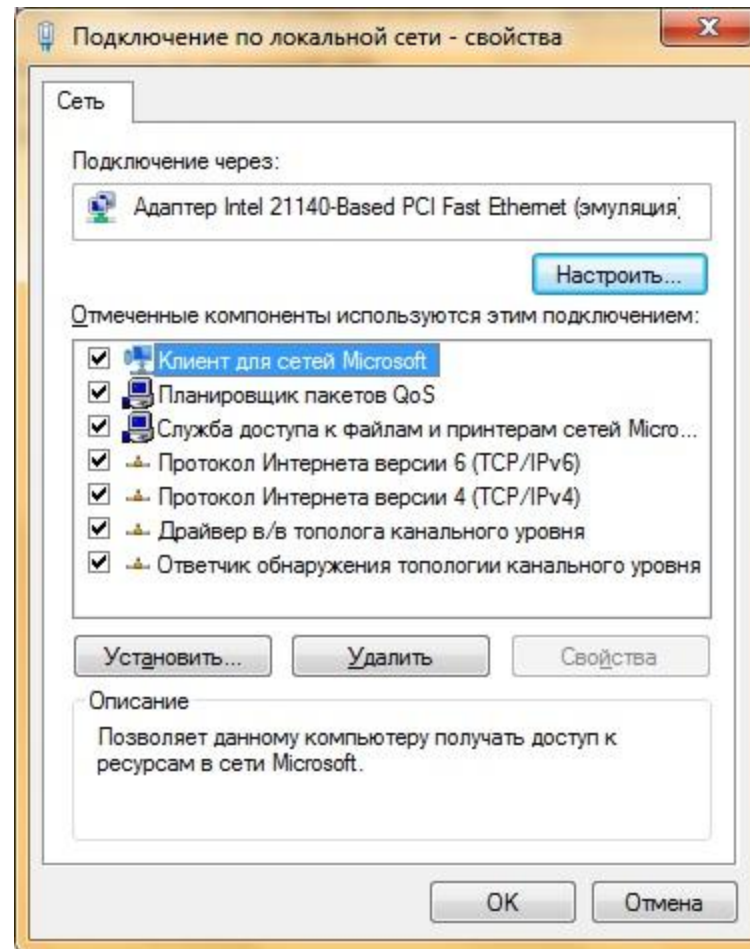 Подключение по локальной сети - свойства
Сеть
Подключение через:
Адаптер Intel 21140-Based PCI Fast Ethernet (эмуляция)
Настроить...
Отмеченные компоненты используются этим подключением:
Клиент для сетей Microsoft
Планировщик пакетов QoS
Служба доступа к файлам и принтерам сетей Micro...
Протокол Интернета версии 6 (TCP/IPv6)
Протокол Интернета версии 4 (TCP/IPv4)
Драйвер в/в тополога канального уровня
Ответчик обнаружения топологии канального уровня
Установить... Удалить Свойства
Описание
Позволяет данному компьютеру получать доступ к
ресурсам в сети Microsoft.
OK Отмена